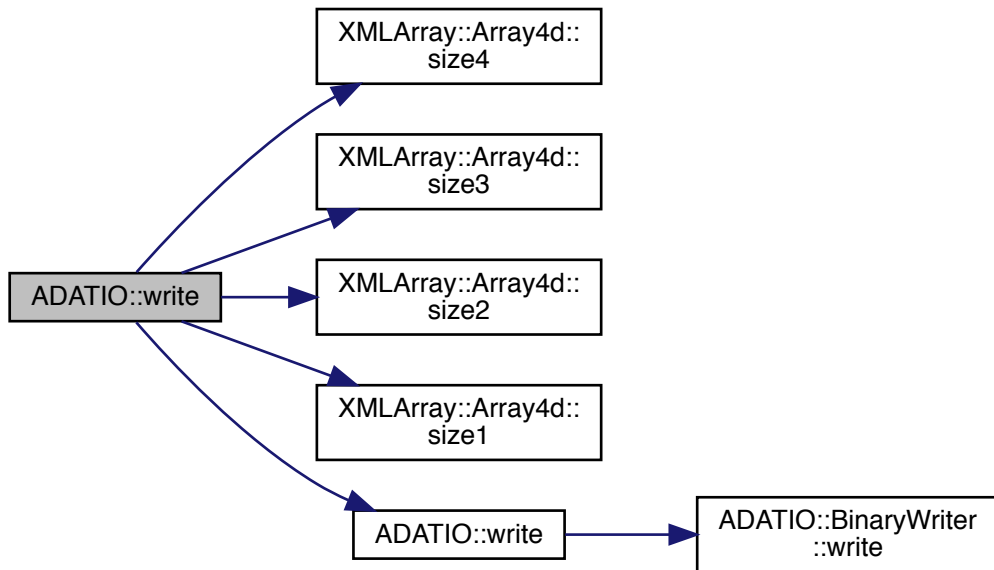 XMLArray::Array4d::
size4
XMLArray::Array4d::
size3
ADATIO::write
XMLArray::Array4d::
size2
XMLArray::Array4d::
size1
ADATIO::write
ADATIO::BinaryWriter
::write